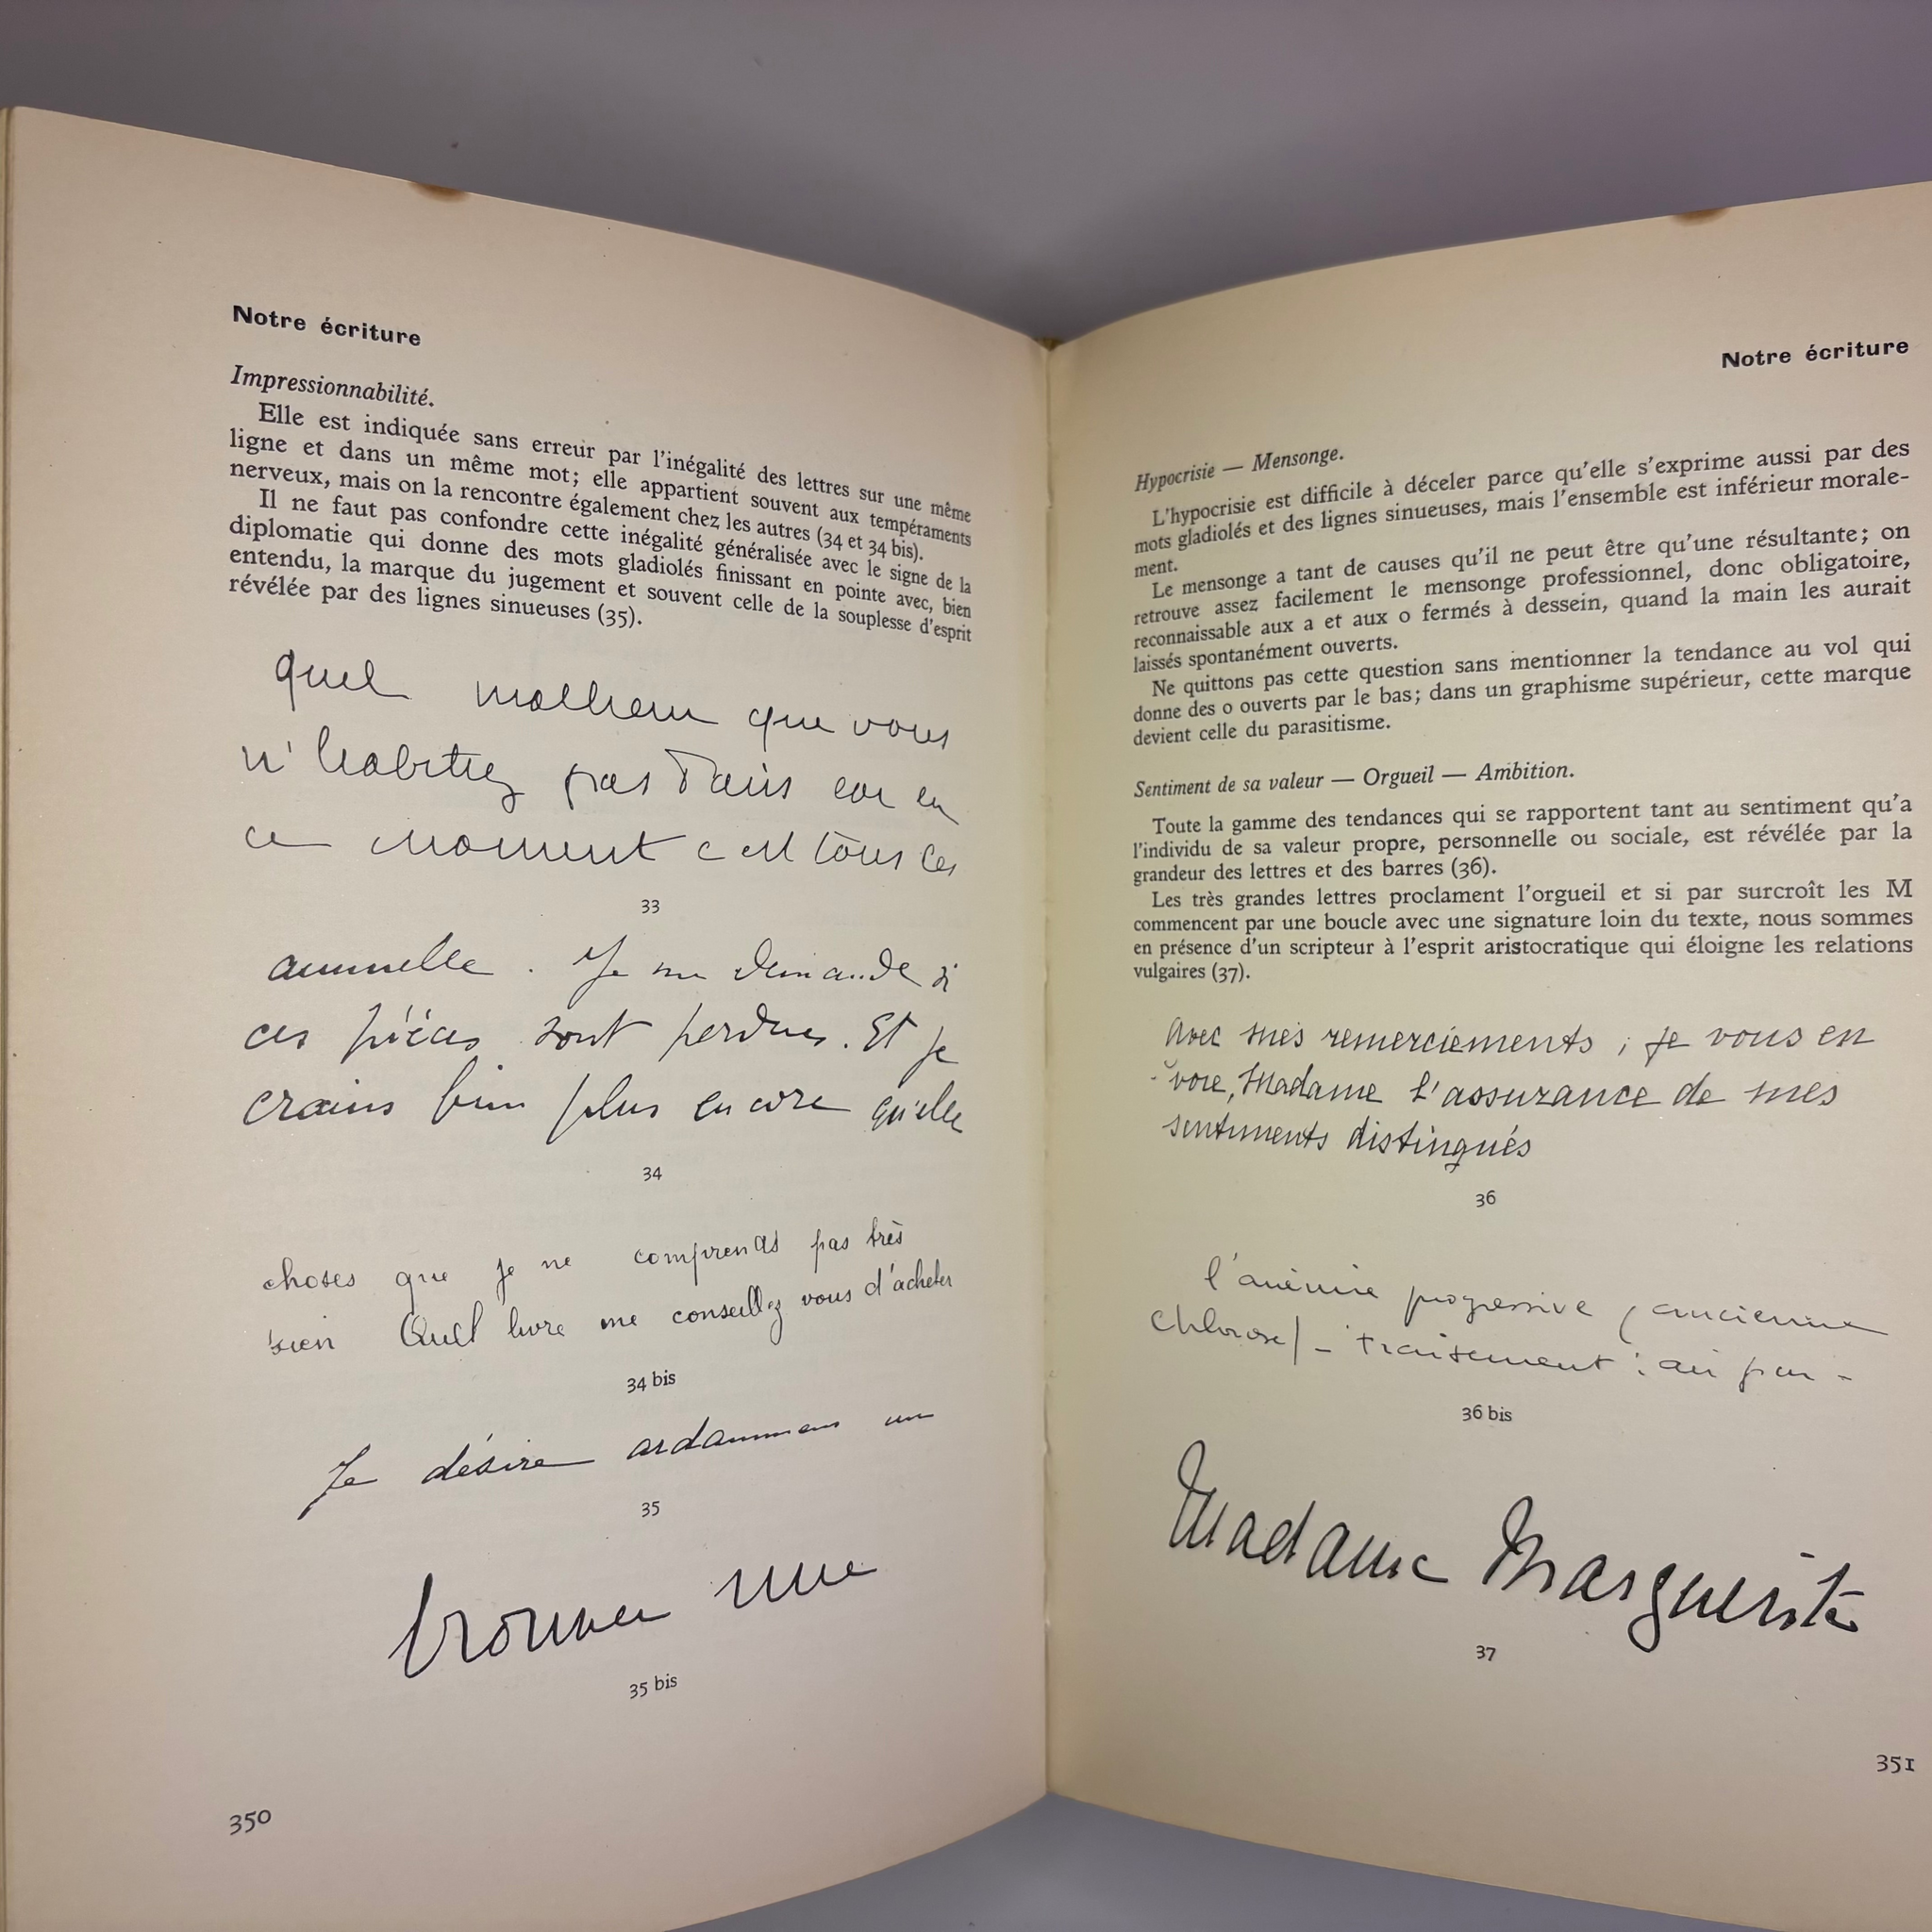 Notre écriture
Impressionnabilité.
Elle est indiquée sans erreur par l'inégalité des lettres sur une même
ligne et dans un même mot; elle appartient souvent aux tempéraments
nerveux, mais on la rencontre également chez les autres (34 et 34 bis).
Il ne faut pas confondre cette inégalité généralisée avec le signe de la
diplomatie qui donne des mots gladiolés finissant en pointe avec, bien
entendu, la marque du jugement et souvent celle de la souplesse d'esprit
révélée par des lignes sinueuses (35).
quel malheur que vous
n'habitiez pas Paris car en
ce moment c est tous les
33
annuelle. Je me demande si
ces pièces sont perdues. Et je
crains bien plus encore qu'elle
34
choses que je ne comprends pas très
bien Quel livre me conseillez vous d'acheter
34 bis
Je désire ardamment un
35
trouver une
35 bis
350
Notre écriture
Hypocrisie — Mensonge.
L'hypocrisie est difficile à déceler parce qu'elle s'exprime aussi par des
mots gladiolés et des lignes sinueuses, mais l'ensemble est inférieur morale-
ment.
Le mensonge a tant de causes qu'il ne peut être qu'une résultante; on
retrouve assez facilement le mensonge professionnel, donc obligatoire,
reconnaissable aux a et aux o fermés à dessein, quand la main les aurait
laissés spontanément ouverts.
Ne quittons pas cette question sans mentionner la tendance au vol qui
donne des o ouverts par le bas; dans un graphisme supérieur, cette marque
devient celle du parasitisme.
Sentiment de sa valeur — Orgueil — Ambition.
Toute la gamme des tendances qui se rapportent tant au sentiment qu'a
l'individu de sa valeur propre, personnelle ou sociale, est révélée par la
grandeur des lettres et des barres (36).
Les très grandes lettres proclament l'orgueil et si par surcroît les M
commencent par une boucle avec une signature loin du texte, nous sommes
en présence d'un scripteur à l'esprit aristocratique qui éloigne les relations
vulgaires (37).
Avec mes remerciements, je vous en
voie, Madame l'assurance de mes
sentiments distingués
36
l'anémie progressive (ancienne
chlorose) - traitement : air pur -
36 bis
Madame Marguerite
37
351